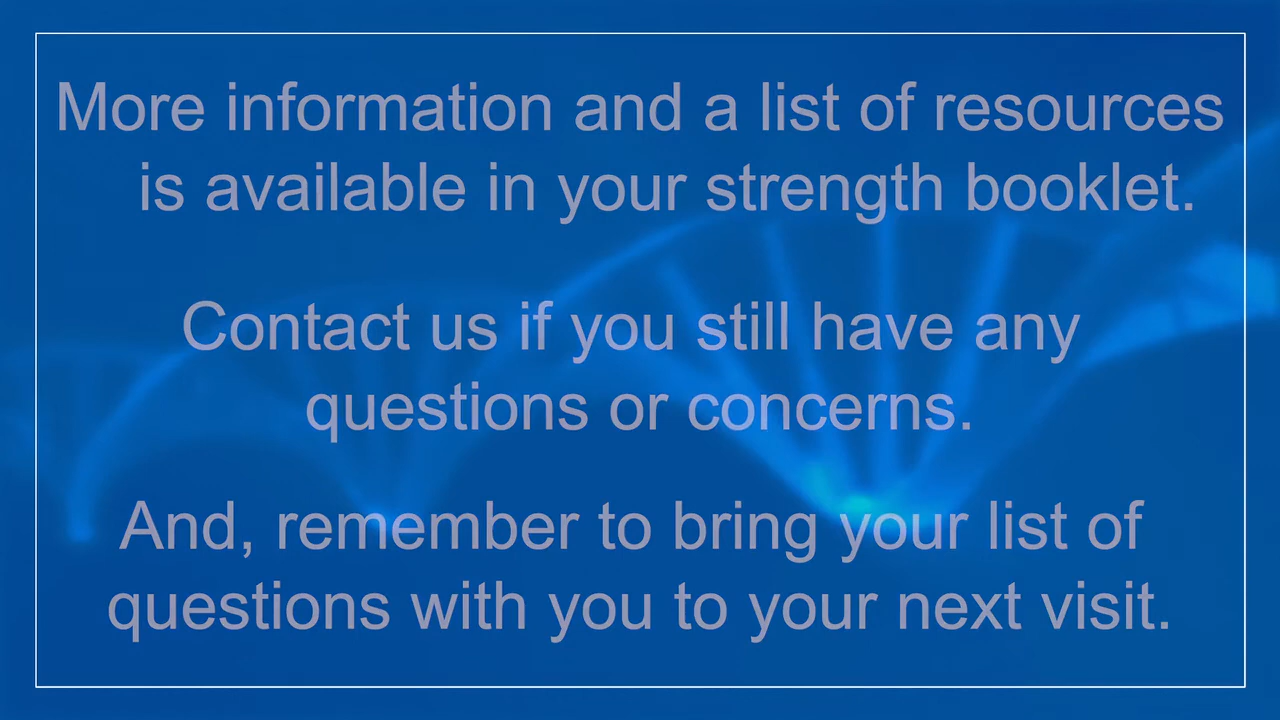 More information and a list of resources
is available in your strength booklet.
Contact us if you still have any
questions or concerns.
And, remember to bring your list of
questions with you to your next visit.